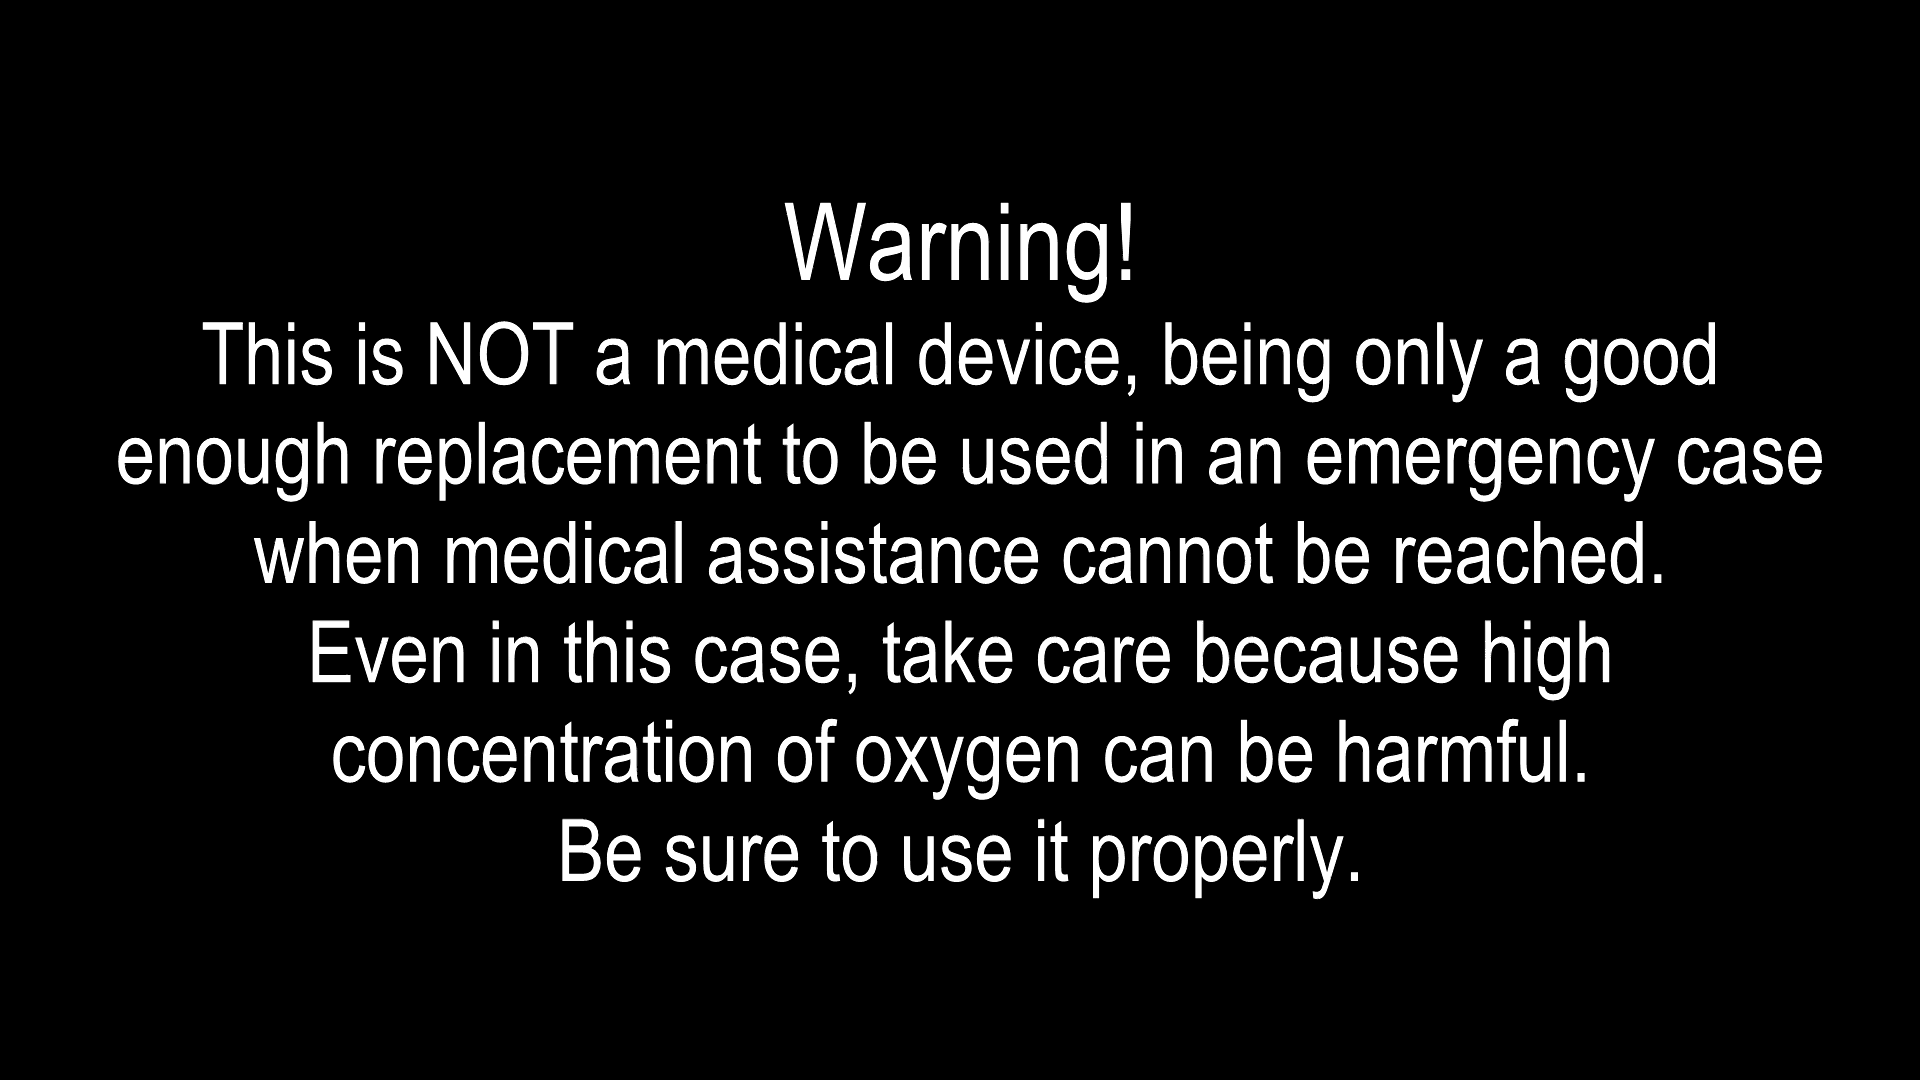 Warning!
This is NOT a medical device, being only a good
enough replacement to be used in an emergency case
when medical assistance cannot be reached.
Even in this case, take care because high
concentration of oxygen can be harmful.
Be sure to use it properly.